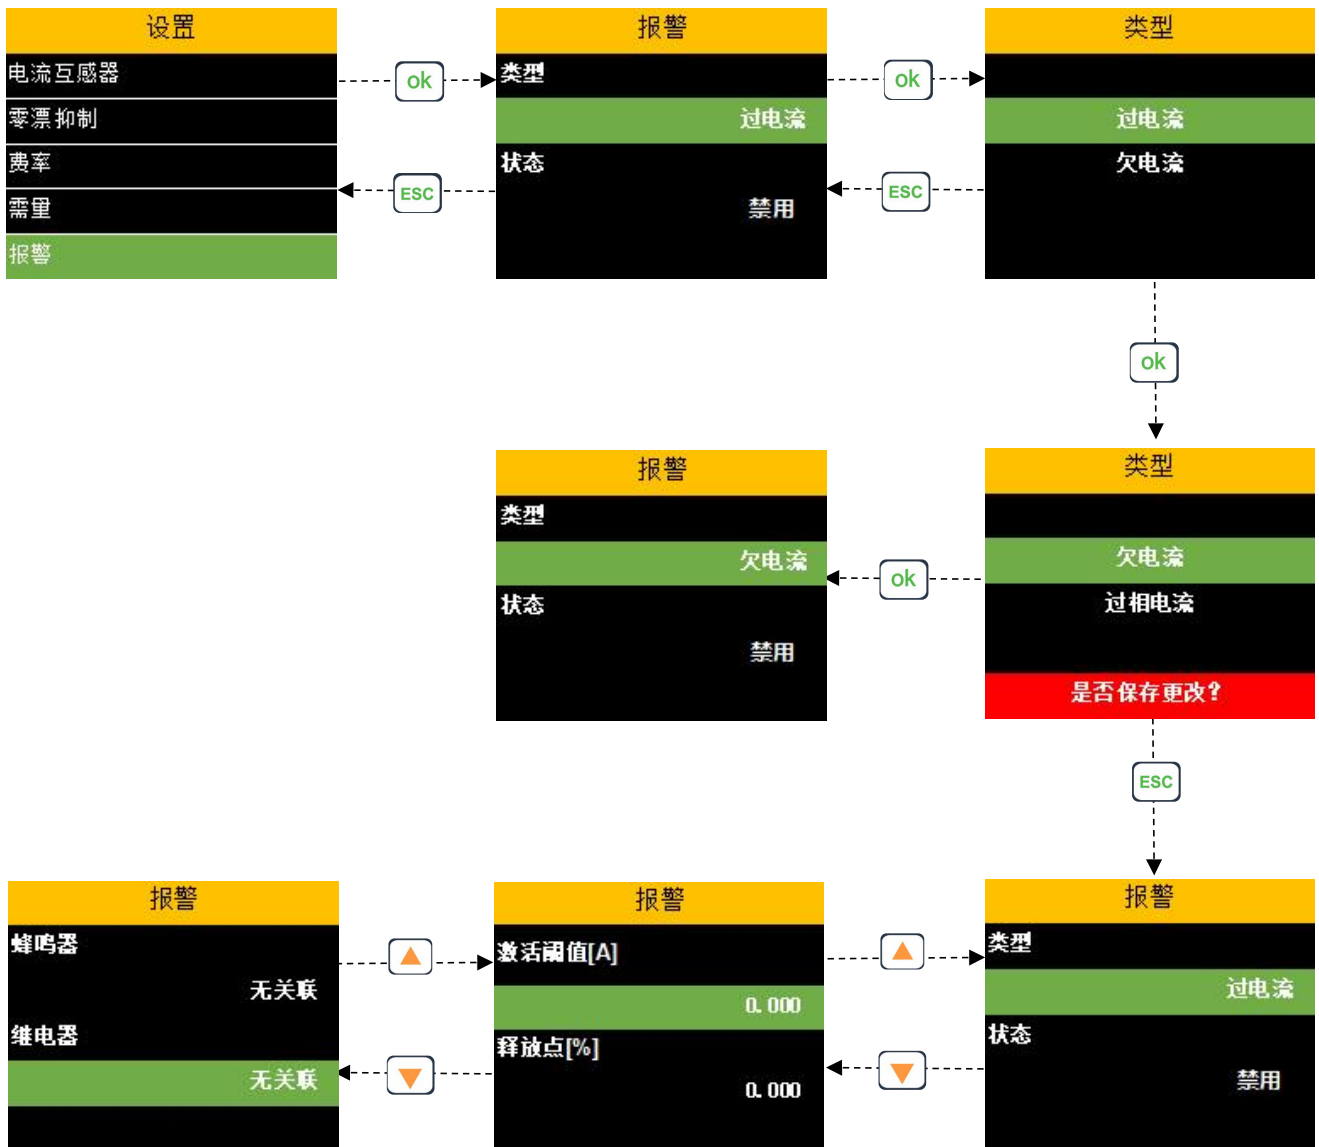 设置
电流互感器
零漂抑制
费率
需量
报警
ok
ESC
报警
类型
过电流
状态
禁用
ok
ESC
类型
过电流
欠电流
ok
报警
类型
欠电流
状态
禁用
ok
类型
欠电流
过相电流
是否保存更改?
ESC
报警
蜂鸣器
无关联
继电器
无关联
报警
激活阈值[A]
0.000
释放点[%]
0.000
报警
类型
过电流
状态
禁用